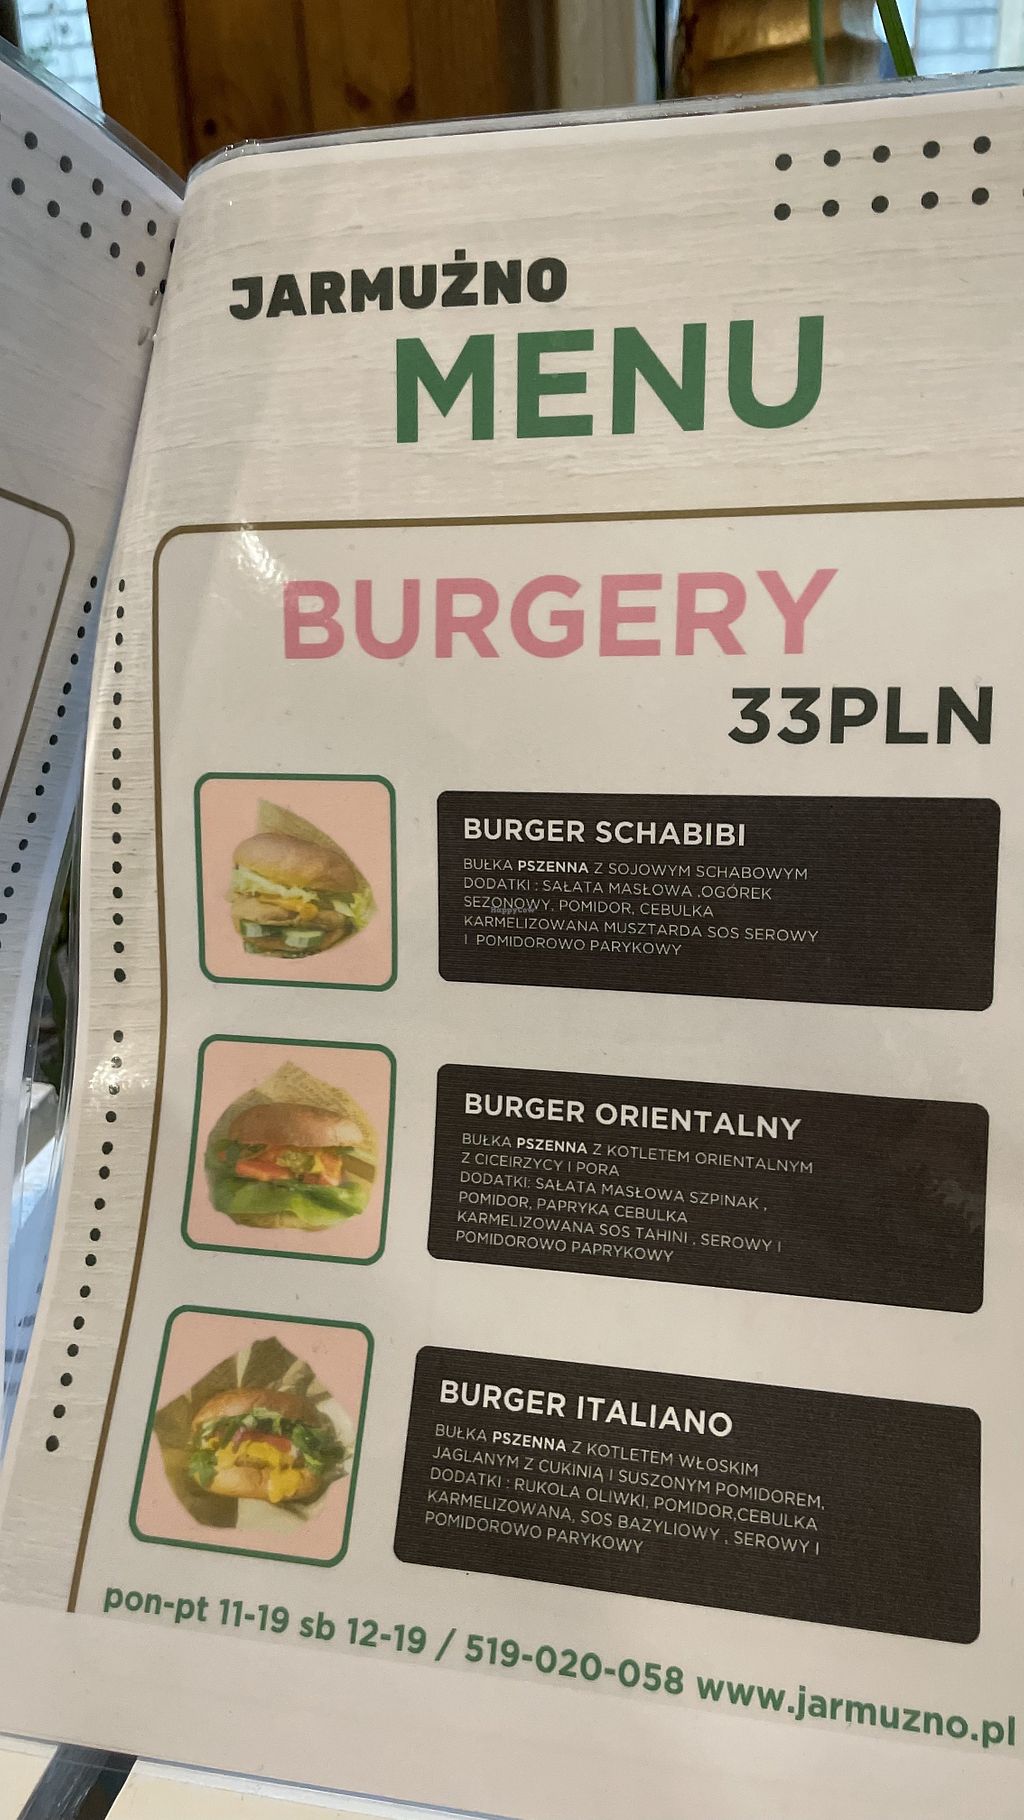 JARMUŻNO
MENU
BURGERY
33PLN
BURGER SCHABIBI
BUŁKA PSZENNA Z SOJOWYM SCHABOWYM
DODATKI : SAŁATA MASŁOWA ,OGÓREK
SEZONOWY, POMIDOR, CEBULKA
HappyCow
KARMELIZOWANA MUSZTARDA SOS SEROWY
I POMIDOROWO PARYKOWY
BURGER ORIENTALNY
BUŁKA PSZENNA Z KOTLETEM ORIENTALNYM
Z CICEIRZYCY I PORA
DODATKI: SAŁATA MASŁOWA SZPINAK ,
POMIDOR, PAPRYKA CEBULKA
KARMELIZOWANA SOS TAHINI , SEROWY I
POMIDOROWO PAPRYKOWY
BURGER ITALIANO
BUŁKA PSZENNA Z KOTLETEM WŁOSKIM
JAGLANYM Z CUKINIĄ I SUSZONYM POMIDOREM,
DODATKI : RUKOLA OLIWKI, POMIDOR,CEBULKA
KARMELIZOWANA, SOS BAZYLIOWY , SEROWY I
POMIDOROWO PARYKOWY
pon-pt 11-19 sb 12-19 / 519-020-058 www.jarmuzno.pl